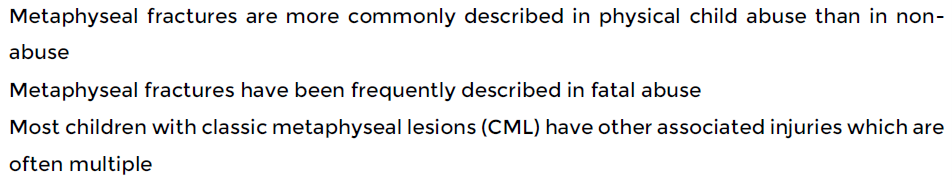 Metaphyseal fractures are more commonly described in physical child abuse than in non-
abuse
Metaphyseal fractures have been frequently described in fatal abuse
Most children with classic metaphyseal lesions (CML) have other associated injuries which are
often multiple